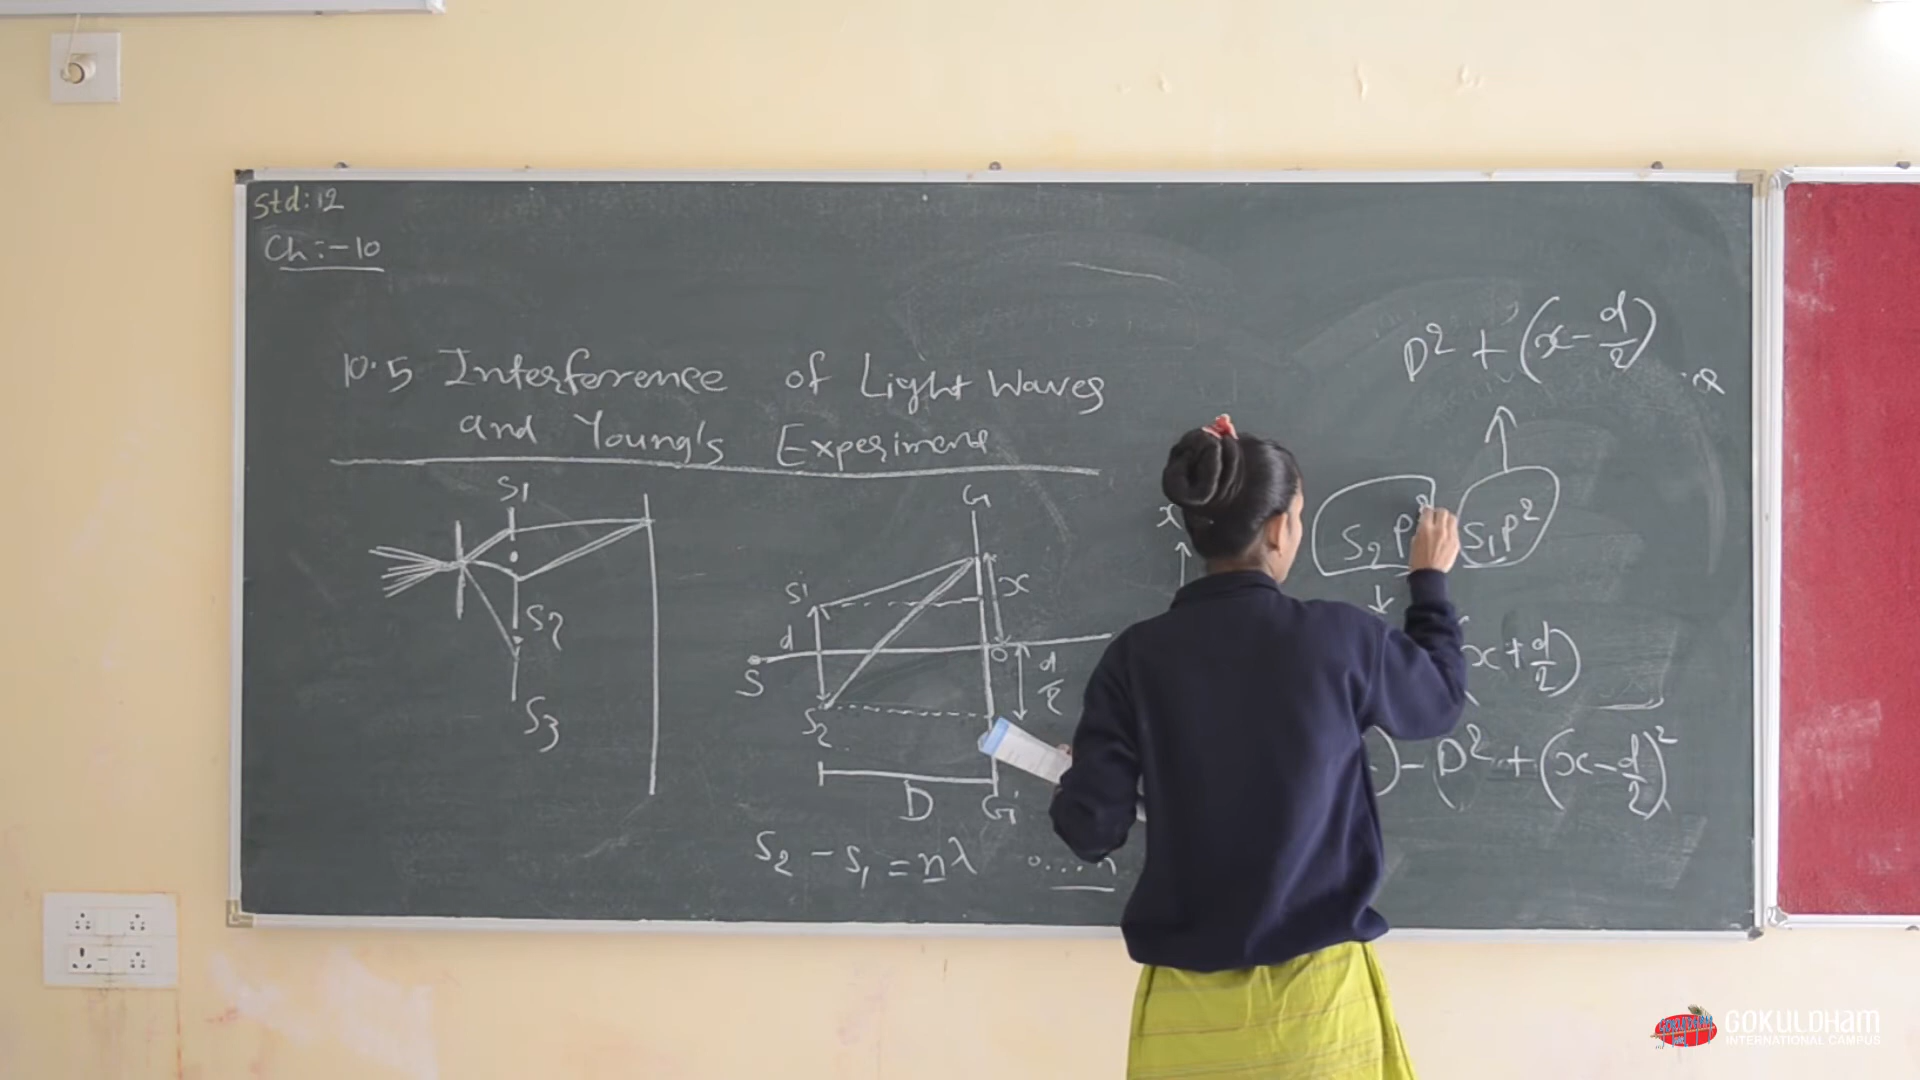 Std: 12
Ch:-10
10.5 Interference of Light Waves
and Young's Experiment
S1
S2
S3
G
S1
x
d
S
O
d/2
S2
D
G'
S2 - S1 = nλ 0....n
x
D² + (x - d/2)
S2P² S1P²
x + d/2)
) - D² + (x - d/2)²
GOKULDHAM
INTERNATIONAL CAMPUS